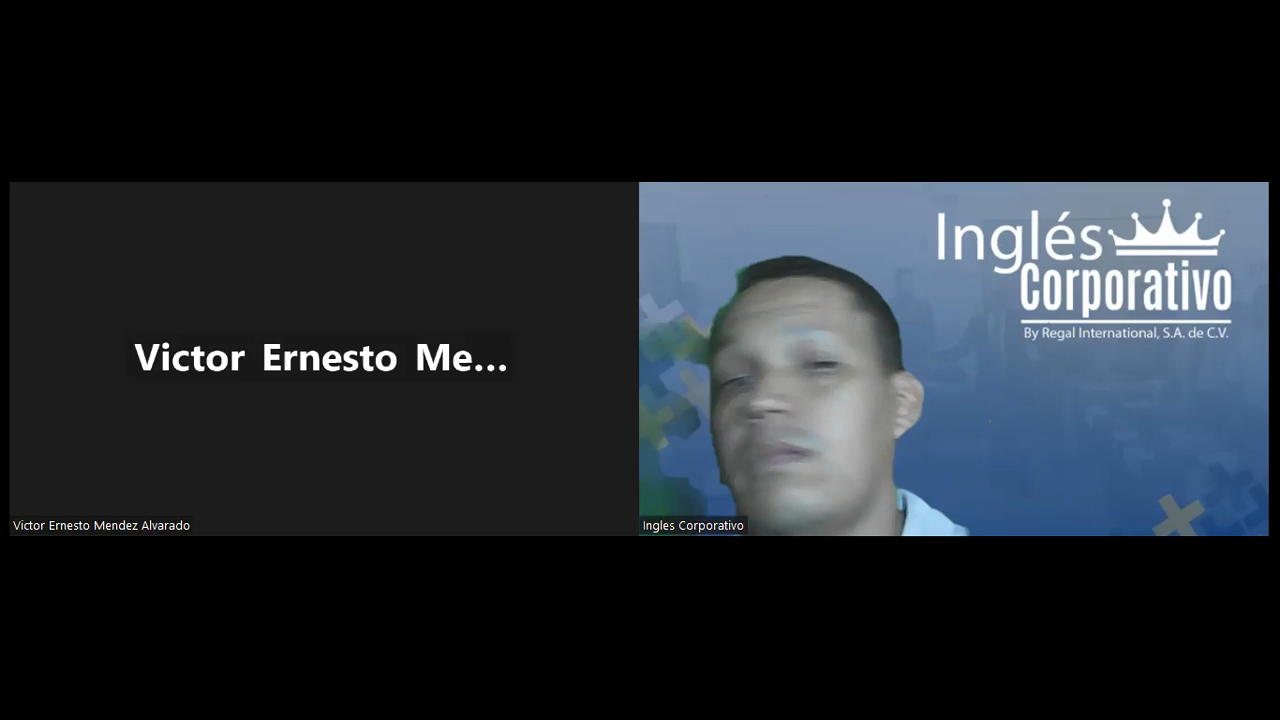 Victor Ernesto Me...
Victor Ernesto Mendez Alvarado
Inglés
Corporativo
By Regal International, S.A. de C.V.
Ingles Corporativo